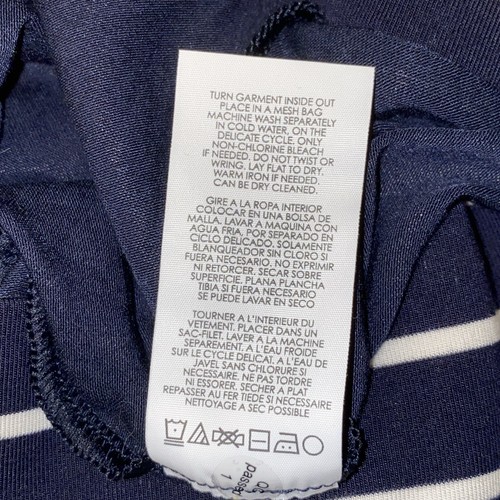 TURN GARMENT INSIDE OUT
PLACE IN A MESH BAG
MACHINE WASH SEPARATELY
IN COLD WATER, ON THE
DELICATE CYCLE. ONLY
NON-CHLORINE BLEACH
IF NEEDED. DO NOT TWIST OR
WRING. LAY FLAT TO DRY.
WARM IRON IF NEEDED.
CAN BE DRY CLEANED.
GIRE A LA ROPA INTERIOR
COLOCAR EN UNA BOLSA DE
MALLA. LAVAR A MAQUINA CON
AGUA FRIA, POR SEPARADO EN
CICLO DELICADO. SOLAMENTE
BLANQUEADOR SIN CLORO SI
FUERA NECESARIO. NO EXPRIMIR
NI RETORCER. SECAR SOBRE
SUPERFICIE. PLANA PLANCHA
TIBIA SI FUERA NECESARIO
SE PUEDE LAVAR EN SECO
TOURNER A L'INTERIEUR DU
VETEMENT. PLACER DANS UN
SAC-FILET. LAVER A LA MACHINE
SEPAREMENT. A L'EAU FROIDE
SUR LE CYCLE DELICAT. A L'EAU DE
JAVEL SANS CHLORURE SI
NECESSAIRE. NE PAS TORDRE
NI ESSORER. SECHER A PLAT
REPASSER AU FER TIEDE SI NECESSAIRE
NETTOYAGE A SEC POSSIBLE